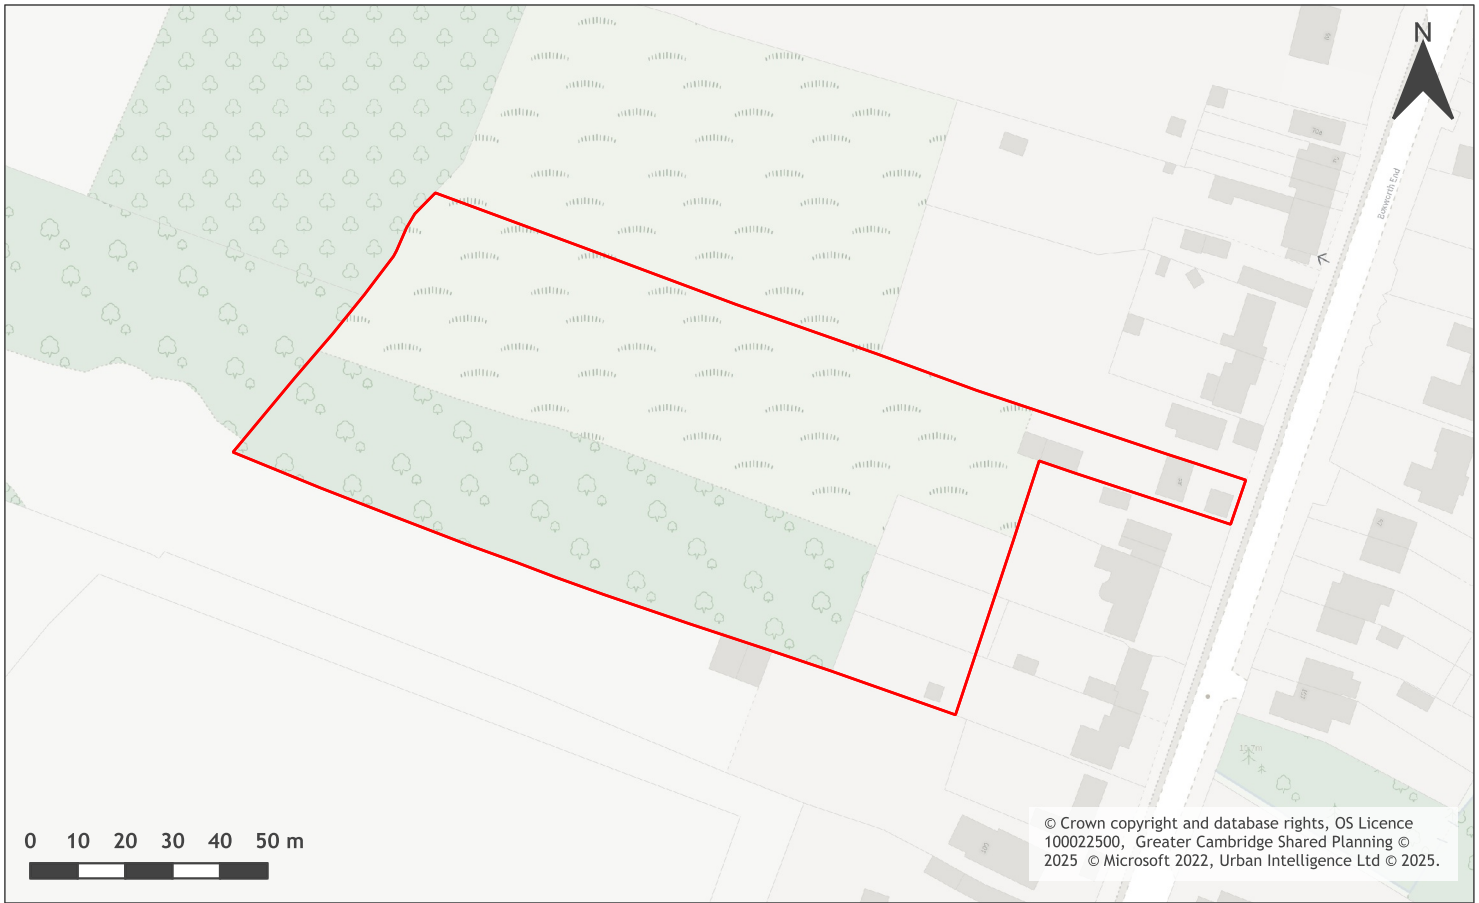 N
Boxworth End
0 10 20 30 40 50 m
© Crown copyright and database rights, OS Licence
100022500, Greater Cambridge Shared Planning ©
2025 © Microsoft 2022, Urban Intelligence Ltd © 2025.